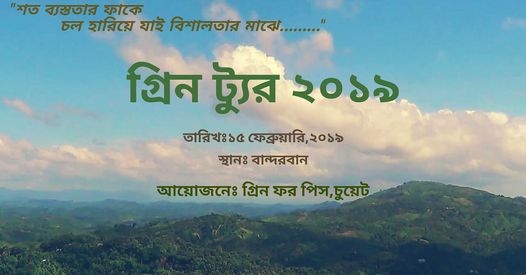 "শত ব্যস্ততার ফাকে
চল হারিয়ে যাই বিশালতার মাঝে........."
গ্রিন ট্যুর ২০১৯
তারিখঃ১৫ ফেব্রুয়ারি,২০১৯
স্থানঃ বান্দরবান
আয়োজনেঃ গ্রিন ফর পিস,চুয়েট